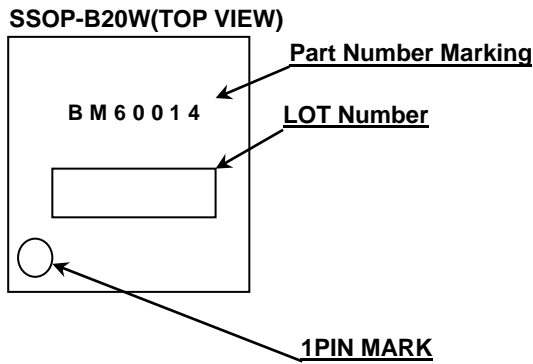 SSOP-B20W(TOP VIEW)
Part Number Marking
B M 6 0 0 1 4
LOT Number
1PIN MARK